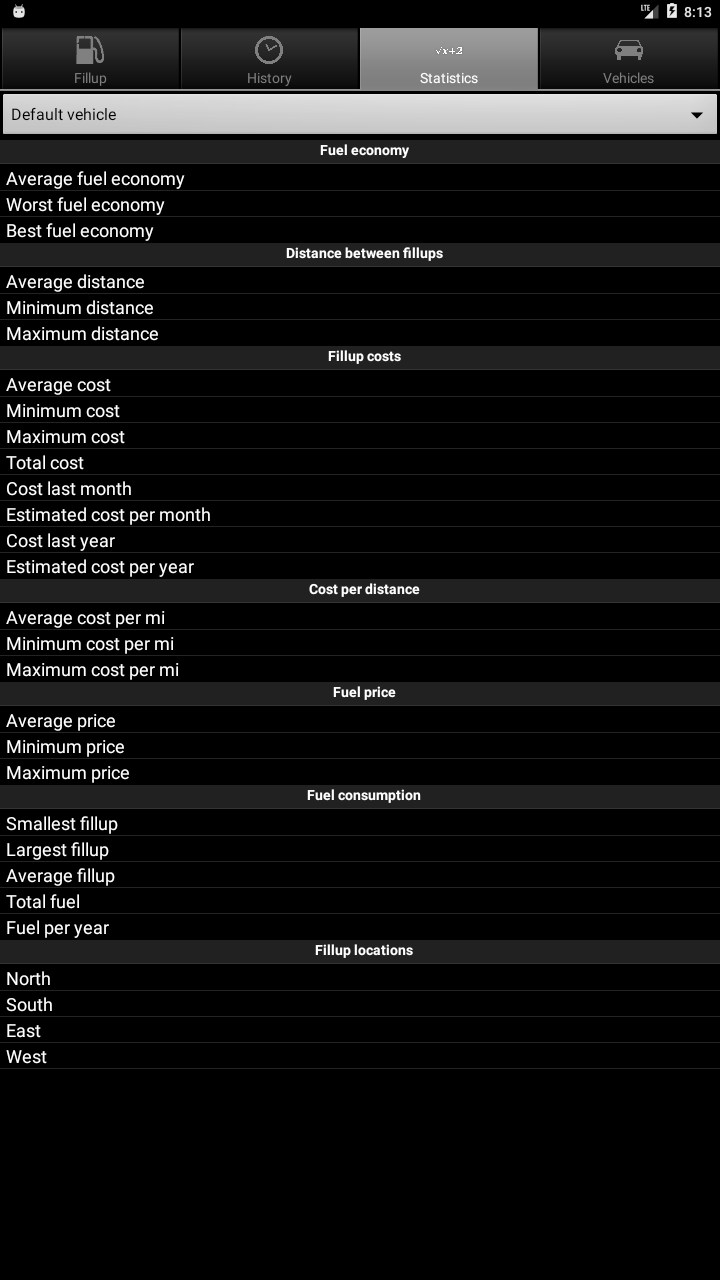 LTE 8:13
Fillup History √x+2 Statistics Vehicles
Default vehicle
Fuel economy
Average fuel economy
Worst fuel economy
Best fuel economy
Distance between fillups
Average distance
Minimum distance
Maximum distance
Fillup costs
Average cost
Minimum cost
Maximum cost
Total cost
Cost last month
Estimated cost per month
Cost last year
Estimated cost per year
Cost per distance
Average cost per mi
Minimum cost per mi
Maximum cost per mi
Fuel price
Average price
Minimum price
Maximum price
Fuel consumption
Smallest fillup
Largest fillup
Average fillup
Total fuel
Fuel per year
Fillup locations
North
South
East
West